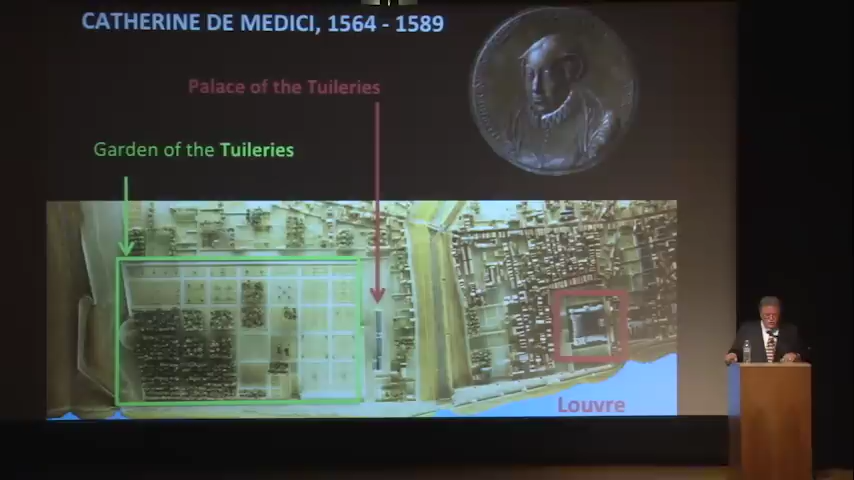 CATHERINE DE MEDICI, 1564 - 1589
Palace of the Tuileries
Garden of the Tuileries
Louvre